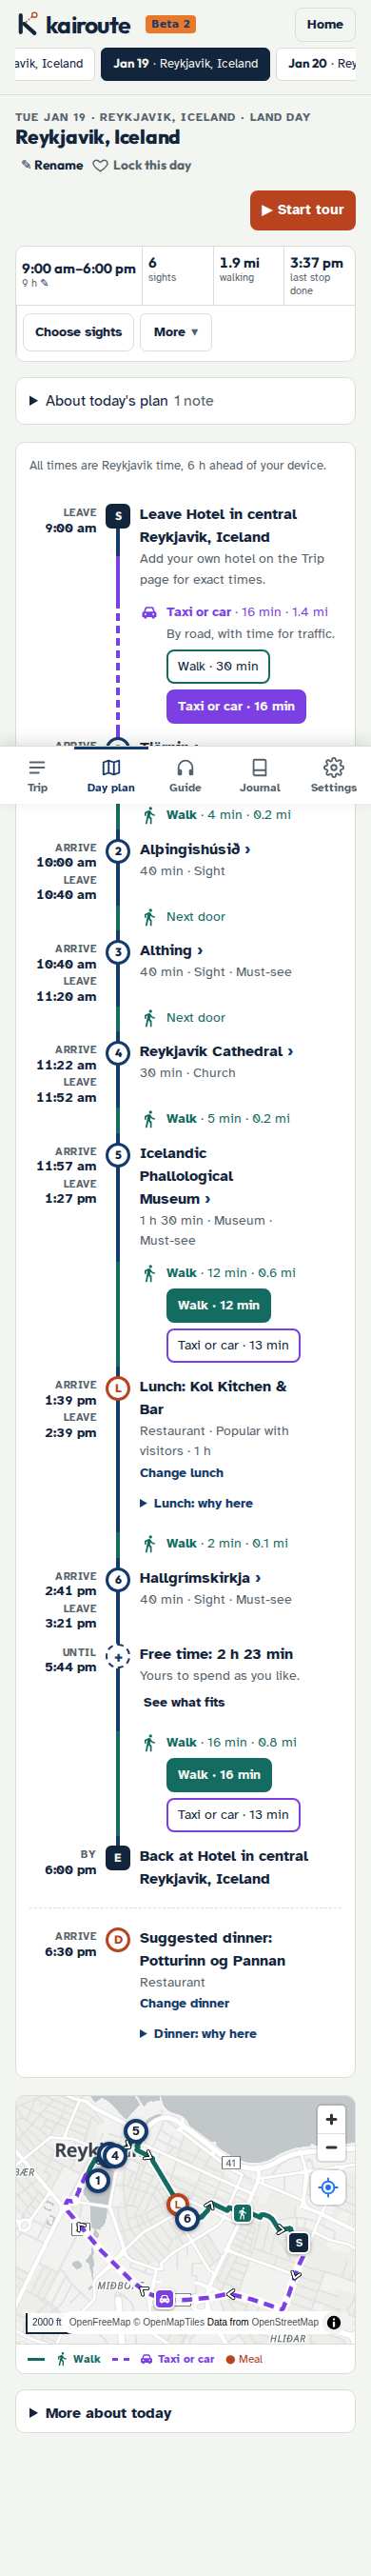 kairoute
Beta 2
Home
avik, Iceland
Jan 19 · Reykjavik, Iceland
Jan 20 · Rey
TUE JAN 19 · REYKJAVIK, ICELAND · LAND DAY
Reykjavik, Iceland
✎ Rename
Lock this day
▶ Start tour
9:00 am–6:00 pm
9 h ✎
6
sights
1.9 mi
walking
3:37 pm
last stop
done
Choose sights
More ▾
▶ About today's plan 1 note
All times are Reykjavik time, 6 h ahead of your device.
LEAVE
9:00 am
S
Leave Hotel in central
Reykjavik, Iceland
Add your own hotel on the Trip
page for exact times.
Taxi or car · 16 min · 1.4 mi
By road, with time for traffic.
Walk · 30 min
Taxi or car · 16 min
Trip
Day plan
Guide
Journal
Settings
Walk · 4 min · 0.2 mi
ARRIVE
10:00 am
LEAVE
10:40 am
2
Alþingishúsið ›
40 min · Sight
Next door
ARRIVE
10:40 am
LEAVE
11:20 am
3
Althing ›
40 min · Sight · Must-see
Next door
ARRIVE
11:22 am
LEAVE
11:52 am
4
Reykjavík Cathedral ›
30 min · Church
Walk · 5 min · 0.2 mi
ARRIVE
11:57 am
LEAVE
1:27 pm
5
Icelandic
Phallological
Museum ›
1 h 30 min · Museum ·
Must-see
Walk · 12 min · 0.6 mi
Walk · 12 min
Taxi or car · 13 min
ARRIVE
1:39 pm
LEAVE
2:39 pm
L
Lunch: Kol Kitchen &
Bar
Restaurant · Popular with
visitors · 1 h
Change lunch
▶ Lunch: why here
Walk · 2 min · 0.1 mi
ARRIVE
2:41 pm
LEAVE
3:21 pm
6
Hallgrímskirkja ›
40 min · Sight · Must-see
UNTIL
5:44 pm
+
Free time: 2 h 23 min
Yours to spend as you like.
See what fits
Walk · 16 min · 0.8 mi
Walk · 16 min
Taxi or car · 13 min
BY
6:00 pm
E
Back at Hotel in central
Reykjavik, Iceland
ARRIVE
6:30 pm
D
Suggested dinner:
Potturinn og Pannan
Restaurant
Change dinner
▶ Dinner: why here
5
+
Reyk
4
41
−
BÆR
1
L
6
S
MIÐBO
2000 ft
OpenFreeMap © OpenMapTiles Data from OpenStreetMap
HLÍÐAR
Walk
Taxi or car
Meal
▶ More about today